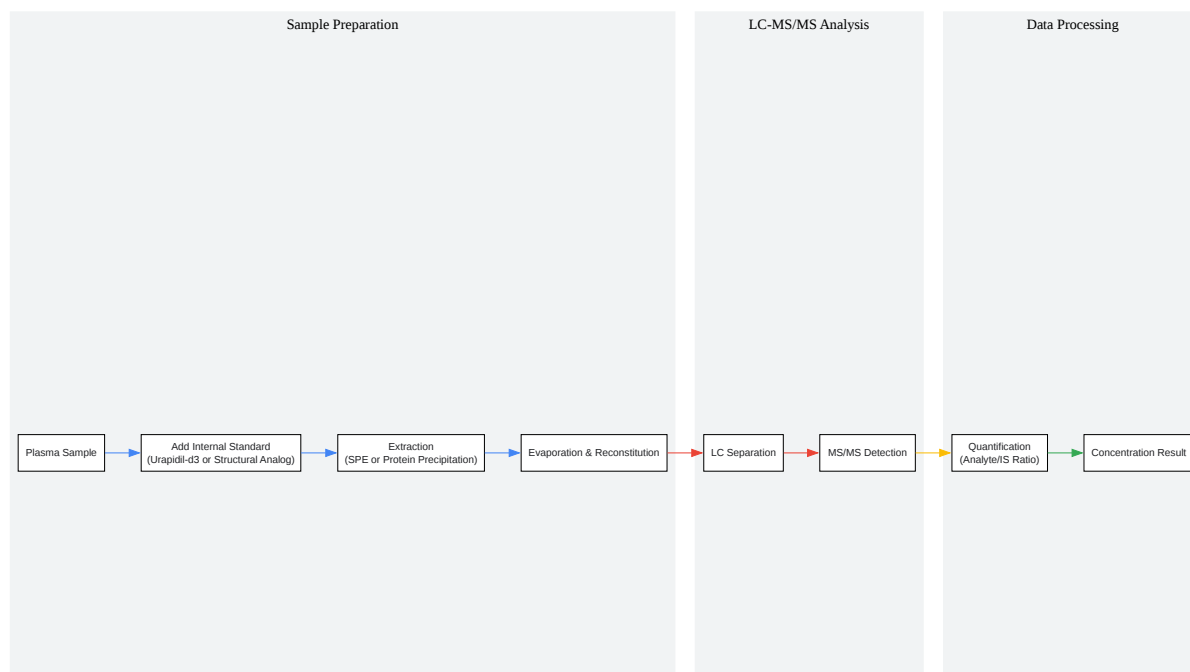 Sample Preparation
LC-MS/MS Analysis
Data Processing
Plasma Sample
Add Internal Standard
(Urapidil-d3 or Structural Analog)
Extraction
(SPE or Protein Precipitation)
Evaporation & Reconstitution
LC Separation
MS/MS Detection
Quantification
(Analyte/IS Ratio)
Concentration Result